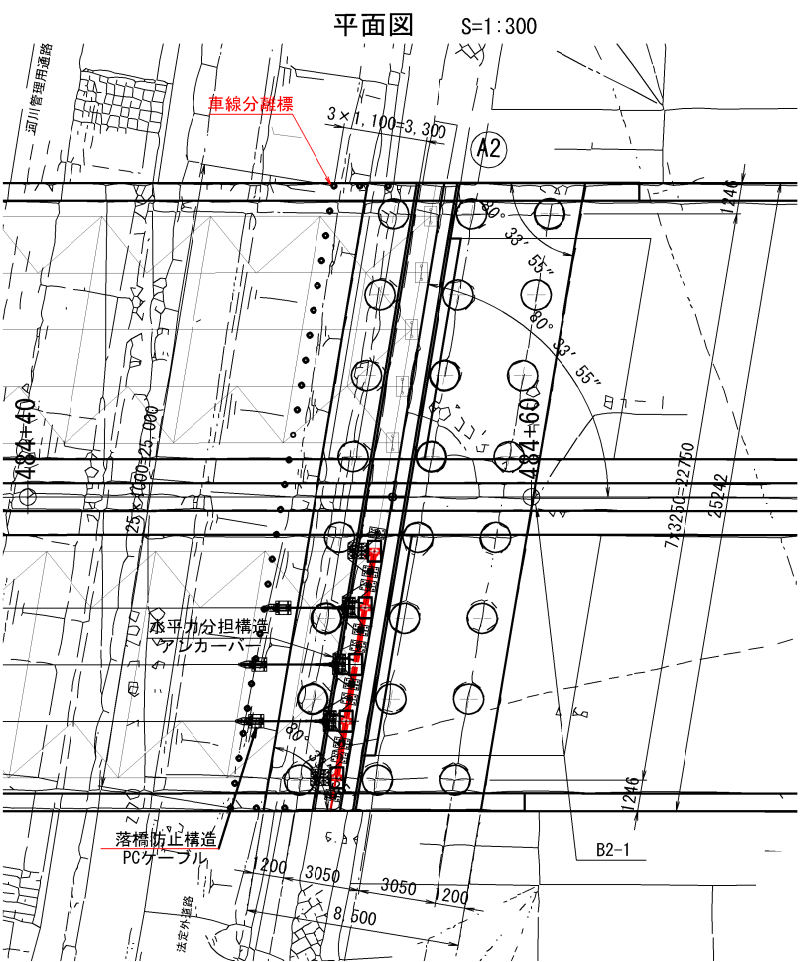 平面図 S=1:300
河川管理用通路
車線分離標
3×1,100=3,300
A2
1246
80° 33′ 55″
80° 33′ 55″
484+40
484+60
25×1000=25,000
7x3250=22750
25242
水平力分担構造
アンカーバー
80°
1246
落橋防止構造
PCケーブル
B2-1
1200
3050
3050
1200
8,500
法定外道路